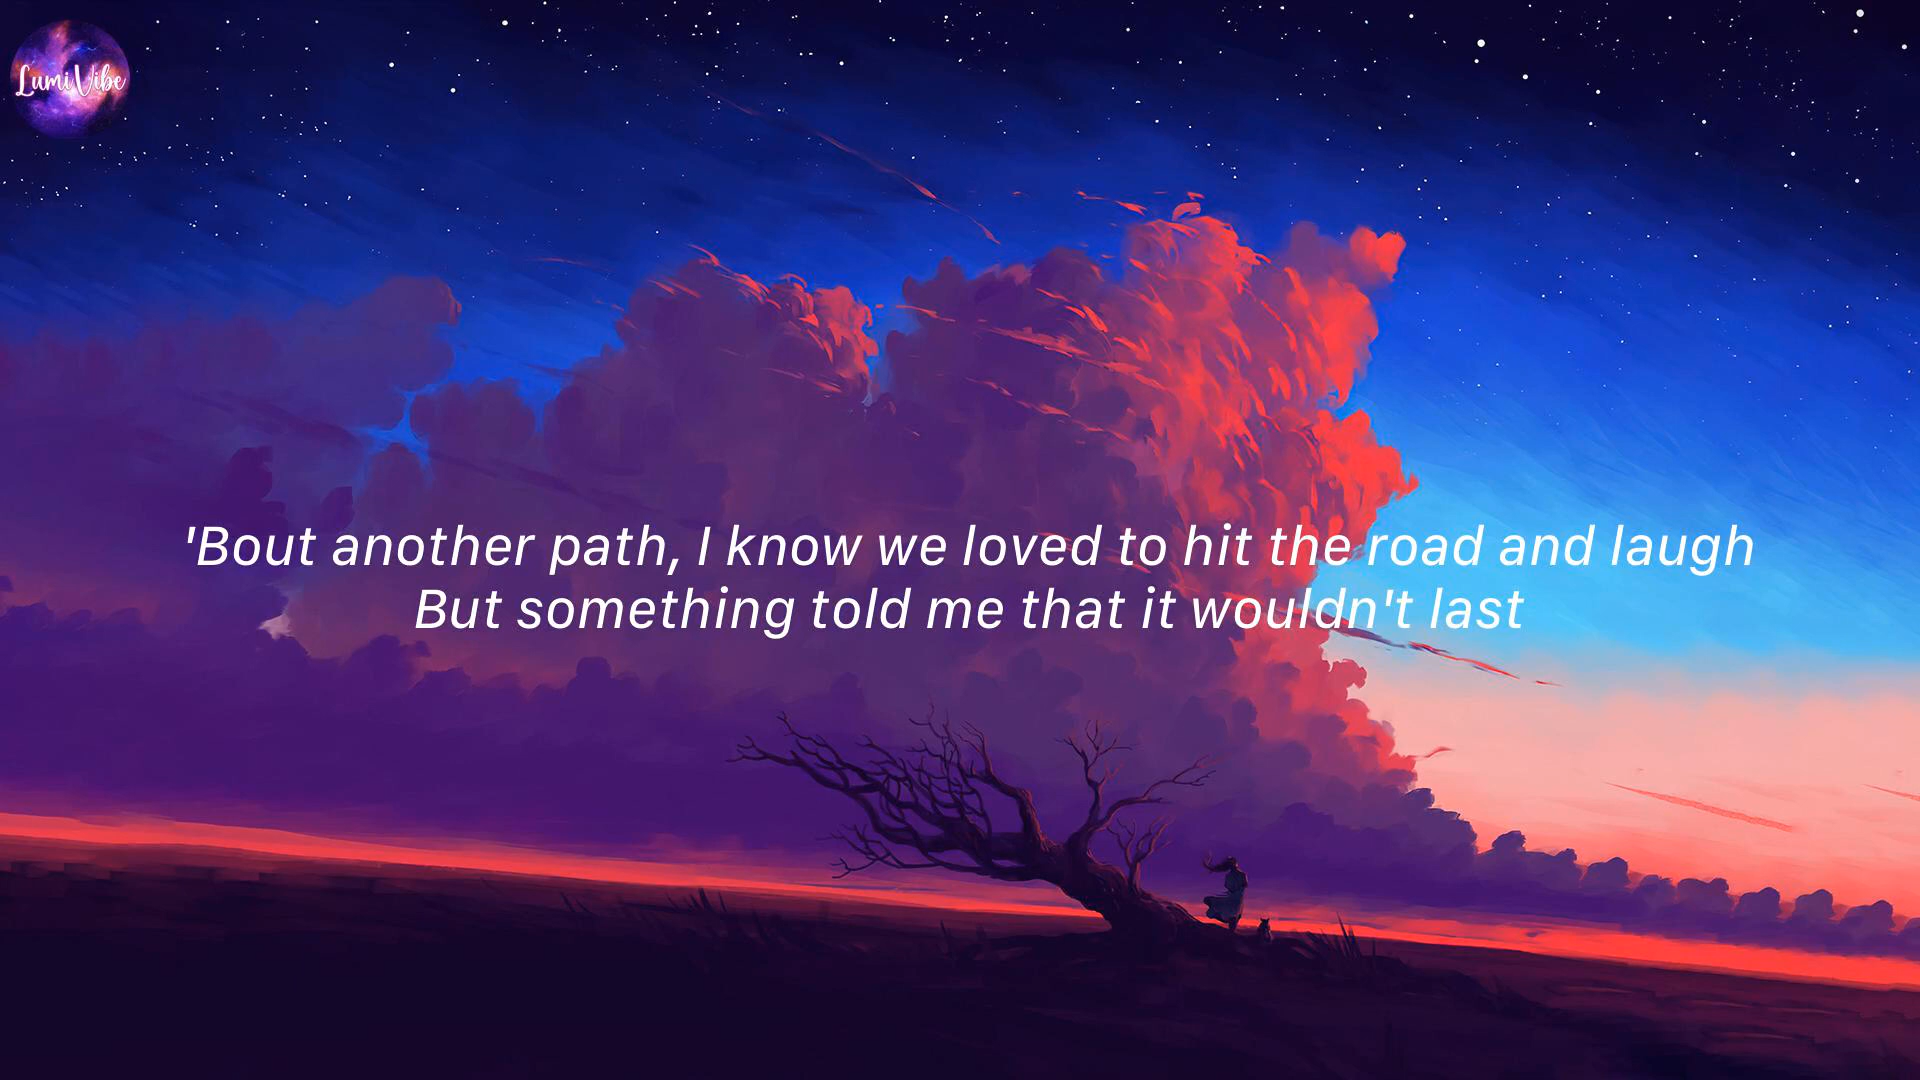 LumiVibe
'Bout another path, I know we loved to hit the road and laugh
But something told me that it wouldn't last